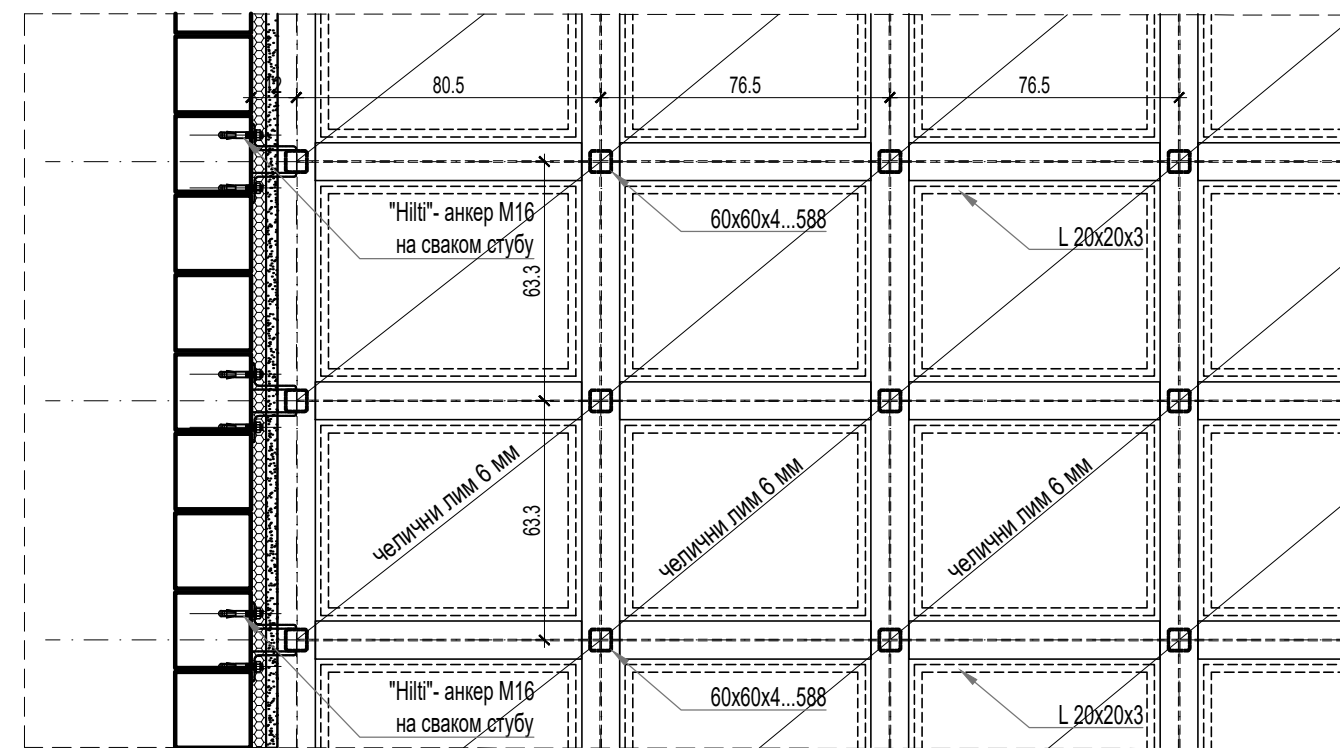 80.5
76.5
76.5
"Hilti"- анкер М16
на сваком стубу
60x60x4...588
L 20x20x3
63.3
63.3
челични лим 6 мм
челични лим 6 мм
челични лим 6 мм
"Hilti"- анкер М16
на сваком стубу
60x60x4...588
L 20x20x3